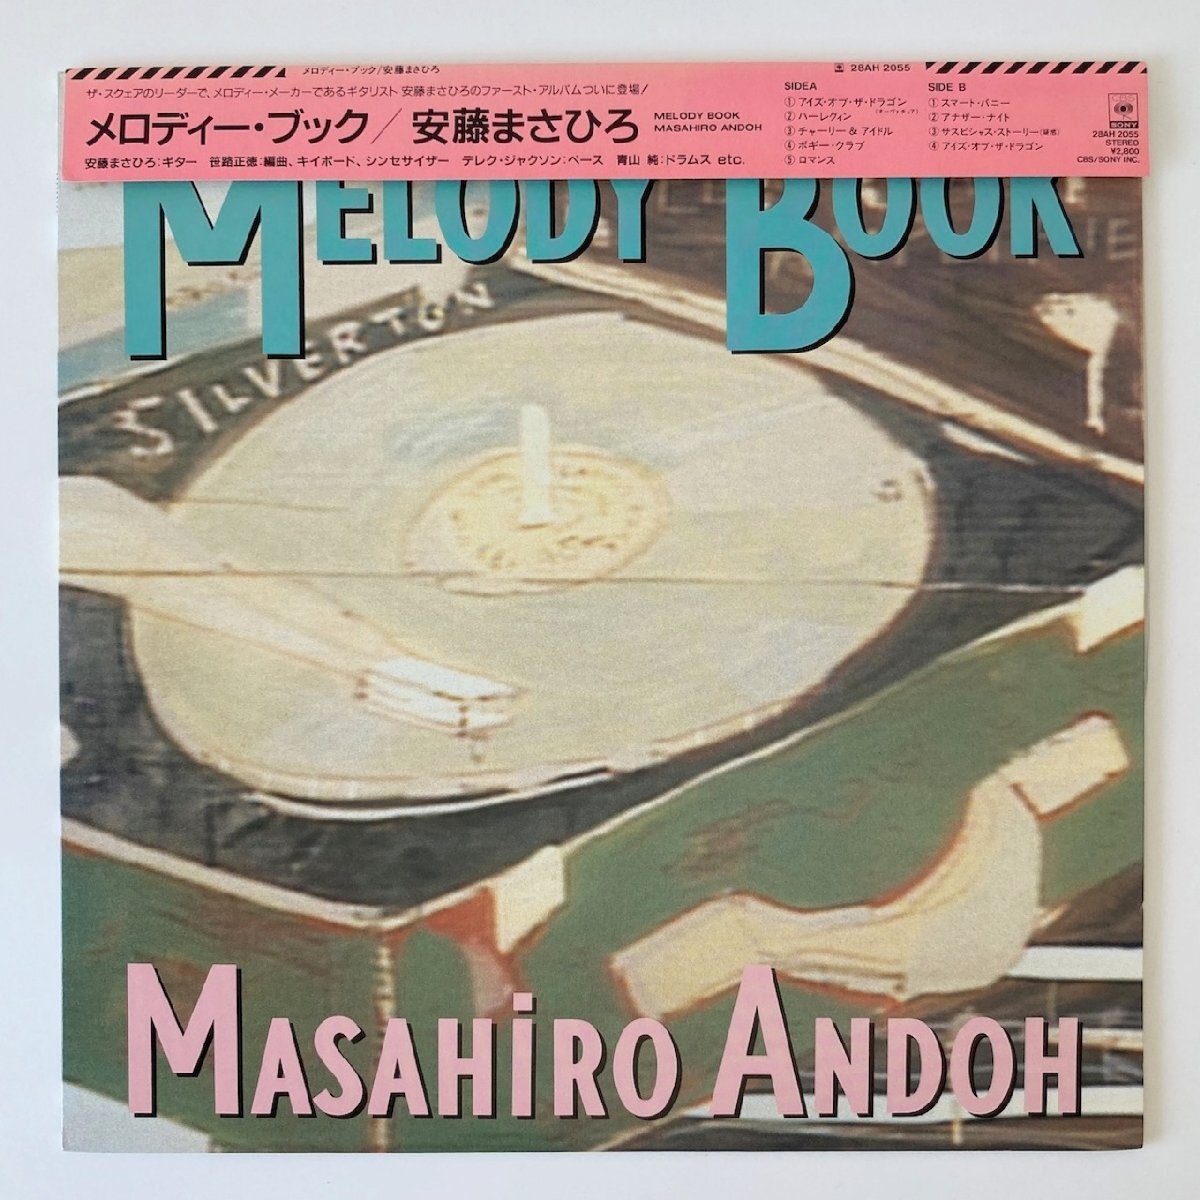 メロディー・ブック/安藤まさひろ
28AH 2055
ザ・スクェアのリーダーで、メロディー・メーカーであるギタリスト 安藤まさひろのファースト・アルバムついに登場!
メロディー・ブック/安藤まさひろ
MELODY BOOK
MASAHIRO ANDOH
安藤まさひろ:ギター 笹路正徳:編曲、キイボード、シンセサイザー デレク・ジャクソン:ベース 青山 純:ドラムス etc.
SIDEA
①アイズ・オブ・ザ・ドラゴン
(オーバーチュア)
②ハーレクィン
③チャーリー & アイドル
④ボギー・クラブ
⑤ロマンス
SIDE B
①スマート・バニー
②アナザー・ナイト
③サスピシャス・ストーリー(疑惑)
④アイズ・オブ・ザ・ドラゴン
CBS
SONY
28AH 2055
STEREO
¥2,800
CBS/SONY INC.
MELODY BOOK
SILVERTON
MASAHIRO ANDOH